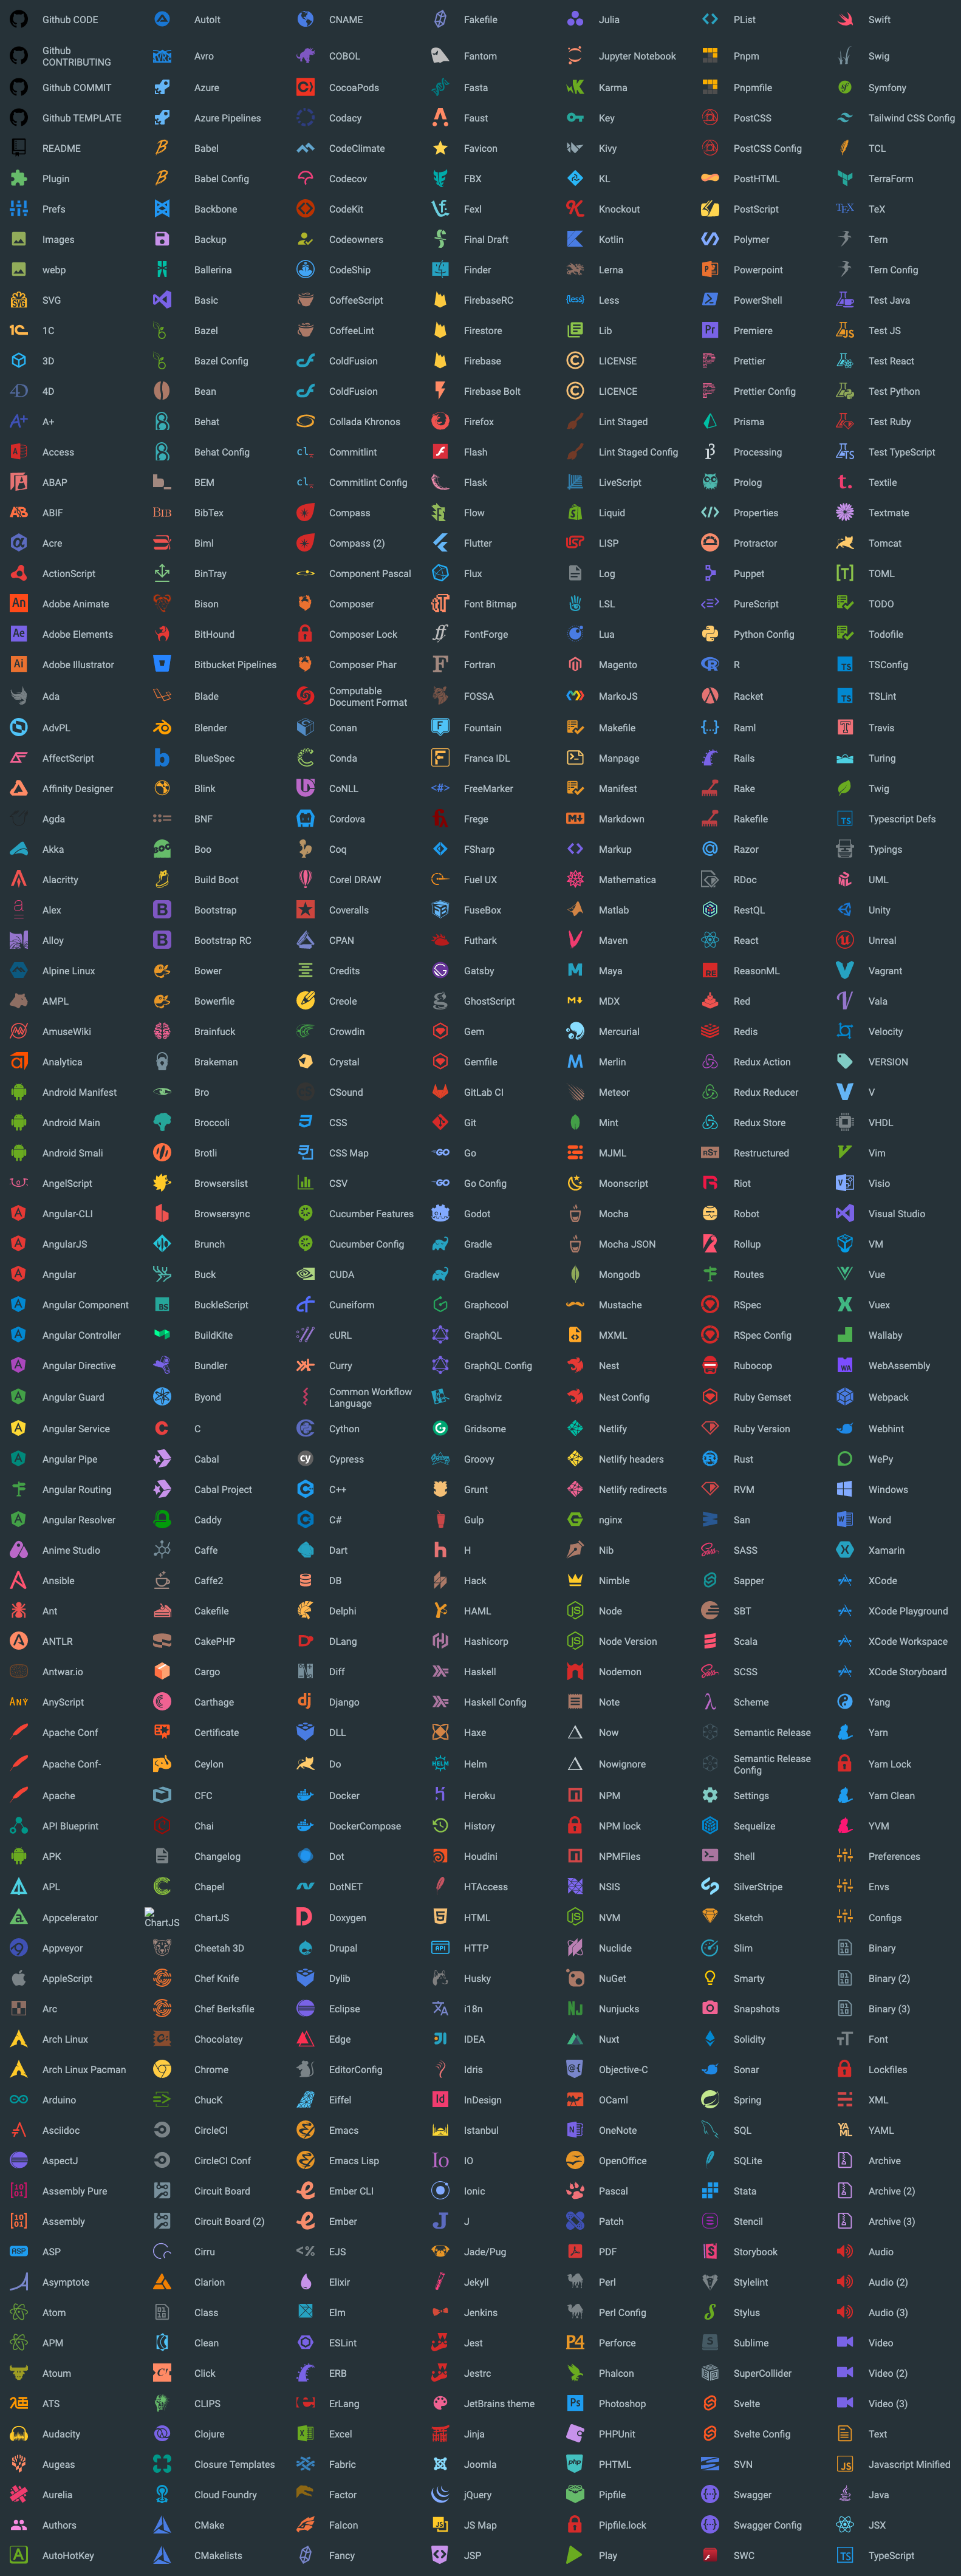 Github CODE
Github
CONTRIBUTING
Github COMMIT
Github TEMPLATE
README
Plugin
Prefs
Images
webp
SVG
1C
3D
4D
A+
Access
ABAP
ABIF
Acre
ActionScript
Adobe Animate
Adobe Elements
Adobe Illustrator
Ada
AdvPL
AffectScript
Affinity Designer
Agda
Akka
Alacritty
Alex
Alloy
Alpine Linux
AMPL
AmuseWiki
Analytica
Android Manifest
Android Main
Android Smali
AngelScript
Angular-CLI
AngularJS
Angular
Angular Component
Angular Controller
Angular Directive
Angular Guard
Angular Service
Angular Pipe
Angular Routing
Angular Resolver
Anime Studio
Ansible
Ant
ANTLR
Antwar.io
AnyScript
Apache Conf
Apache Conf-
Apache
API Blueprint
APK
APL
Appcelerator
Appveyor
AppleScript
Arc
Arch Linux
Arch Linux Pacman
Arduino
Asciidoc
AspectJ
Assembly Pure
Assembly
ASP
Asymptote
Atom
APM
Atoum
ATS
Audacity
Augeas
Aurelia
Authors
AutoHotKey
AutoIt
Avro
Azure
Azure Pipelines
Babel
Babel Config
Backbone
Backup
Ballerina
Basic
Bazel
Bazel Config
Bean
Behat
Behat Config
BEM
BibTex
Biml
BinTray
Bison
BitHound
Bitbucket Pipelines
Blade
Blender
BlueSpec
Blink
BNF
Boo
Build Boot
Bootstrap
Bootstrap RC
Bower
Bowerfile
Brainfuck
Brakeman
Bro
Broccoli
Brotli
Browserslist
Browsersync
Brunch
Buck
BuckleScript
BuildKite
Bundler
Byond
C
Cabal
Cabal Project
Caddy
Caffe
Caffe2
Cakefile
CakePHP
Cargo
Carthage
Certificate
Ceylon
CFC
Chai
Changelog
Chapel
ChartJS
ChartJS
Cheetah 3D
Chef Knife
Chef Berksfile
Chocolatey
Chrome
ChucK
CircleCI
CircleCI Conf
Circuit Board
Circuit Board (2)
Cirru
Clarion
Class
Clean
Click
CLIPS
Clojure
Closure Templates
Cloud Foundry
CMake
CMakelists
CNAME
COBOL
CocoaPods
Codacy
CodeClimate
Codecov
CodeKit
Codeowners
CodeShip
CoffeeScript
CoffeeLint
ColdFusion
ColdFusion
Collada Khronos
Commitlint
Commitlint Config
Compass
Compass (2)
Component Pascal
Composer
Composer Lock
Composer Phar
Computable
Document Format
Conan
Conda
CoNLL
Cordova
Coq
Corel DRAW
Coveralls
CPAN
Credits
Creole
Crowdin
Crystal
CSound
CSS
CSS Map
CSV
Cucumber Features
Cucumber Config
CUDA
Cuneiform
cURL
Curry
Common Workflow
Language
Cython
Cypress
C++
C#
Dart
DB
Delphi
DLang
Diff
Django
DLL
Do
Docker
DockerCompose
Dot
DotNET
Doxygen
Drupal
Dylib
Eclipse
Edge
EditorConfig
Eiffel
Emacs
Emacs Lisp
Ember CLI
Ember
EJS
Elixir
Elm
ESLint
ERB
ErLang
Excel
Fabric
Factor
Falcon
Fancy
Fakefile
Fantom
Fasta
Faust
Favicon
FBX
Fexl
Final Draft
Finder
FirebaseRC
Firestore
Firebase
Firebase Bolt
Firefox
Flash
Flask
Flow
Flutter
Flux
Font Bitmap
FontForge
Fortran
FOSSA
Fountain
Franca IDL
FreeMarker
Frege
FSharp
Fuel UX
FuseBox
Futhark
Gatsby
GhostScript
Gem
Gemfile
GitLab CI
Git
Go
Go Config
Godot
Gradle
Gradlew
Graphcool
GraphQL
GraphQL Config
Graphviz
Gridsome
Groovy
Grunt
Gulp
H
Hack
HAML
Hashicorp
Haskell
Haskell Config
Haxe
Helm
Heroku
History
Houdini
HTAccess
HTML
HTTP
Husky
i18n
IDEA
Idris
InDesign
Istanbul
IO
Ionic
J
Jade/Pug
Jekyll
Jenkins
Jest
Jestrc
JetBrains theme
Jinja
Joomla
jQuery
JS Map
JSP
Julia
Jupyter Notebook
Karma
Key
Kivy
KL
Knockout
Kotlin
Lerna
Less
Lib
LICENSE
LICENCE
Lint Staged
Lint Staged Config
LiveScript
Liquid
LISP
Log
LSL
Lua
Magento
MarkoJS
Makefile
Manpage
Manifest
Markdown
Markup
Mathematica
Matlab
Maven
Maya
MDX
Mercurial
Merlin
Meteor
Mint
MJML
Moonscript
Mocha
Mocha JSON
Mongodb
Mustache
MXML
Nest
Nest Config
Netlify
Netlify headers
Netlify redirects
nginx
Nib
Nimble
Node
Node Version
Nodemon
Note
Now
Nowignore
NPM
NPM lock
NPMFiles
NSIS
NVM
Nuclide
NuGet
Nunjucks
Nuxt
Objective-C
OCaml
OneNote
OpenOffice
Pascal
Patch
PDF
Perl
Perl Config
Perforce
Phalcon
Photoshop
PHPUnit
PHTML
Pipfile
Pipfile.lock
Play
PList
Pnpm
Pnpmfile
PostCSS
PostCSS Config
PostHTML
PostScript
Polymer
Powerpoint
PowerShell
Premiere
Prettier
Prettier Config
Prisma
Processing
Prolog
Properties
Protractor
Puppet
PureScript
Python Config
R
Racket
Raml
Rails
Rake
Rakefile
Razor
RDoc
RestQL
React
ReasonML
Red
Redis
Redux Action
Redux Reducer
Redux Store
Restructured
Riot
Robot
Rollup
Routes
RSpec
RSpec Config
Rubocop
Ruby Gemset
Ruby Version
Rust
RVM
San
SASS
Sapper
SBT
Scala
SCSS
Scheme
Semantic Release
Semantic Release
Config
Settings
Sequelize
Shell
SilverStripe
Sketch
Slim
Smarty
Snapshots
Solidity
Sonar
Spring
SQL
SQLite
Stata
Stencil
Storybook
Stylelint
Stylus
Sublime
SuperCollider
Svelte
Svelte Config
SVN
Swagger
Swagger Config
SWC
Swift
Swig
Symfony
Tailwind CSS Config
TCL
TerraForm
TeX
Tern
Tern Config
Test Java
Test JS
Test React
Test Python
Test Ruby
Test TypeScript
Textile
Textmate
Tomcat
TOML
TODO
Todofile
TSConfig
TSLint
Travis
Turing
Twig
Typescript Defs
Typings
UML
Unity
Unreal
Vagrant
Vala
Velocity
VERSION
V
VHDL
Vim
Visio
Visual Studio
VM
Vue
Vuex
Wallaby
WebAssembly
Webpack
Webhint
WePy
Windows
Word
Xamarin
XCode
XCode Playground
XCode Workspace
XCode Storyboard
Yang
Yarn
Yarn Lock
Yarn Clean
YVM
Preferences
Envs
Configs
Binary
Binary (2)
Binary (3)
Font
Lockfiles
XML
YAML
Archive
Archive (2)
Archive (3)
Audio
Audio (2)
Audio (3)
Video
Video (2)
Video (3)
Text
Javascript Minified
Java
JSX
TypeScript